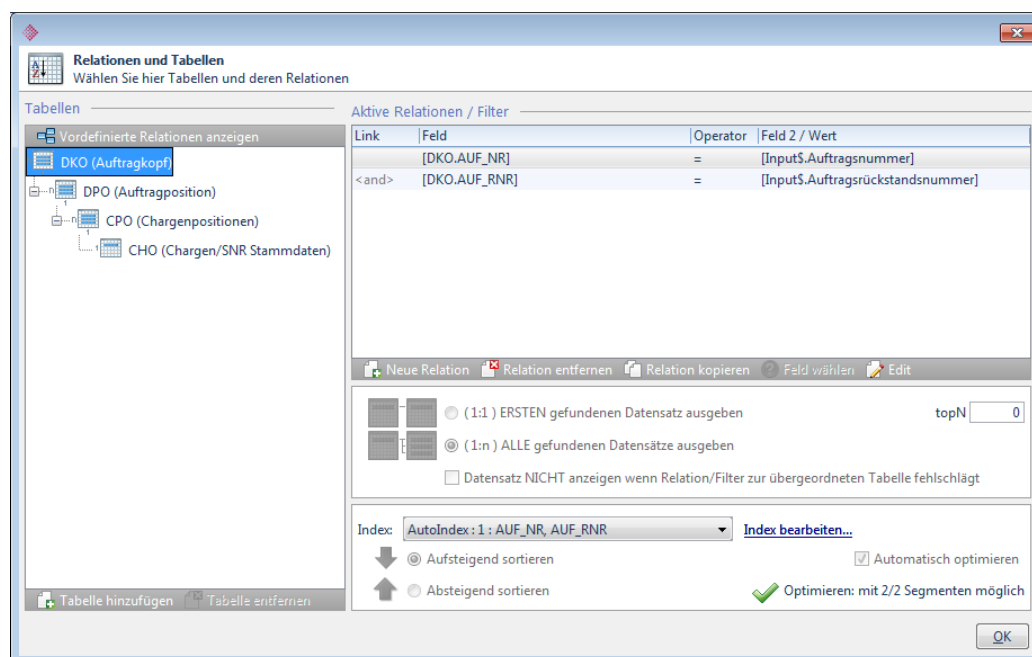 Relationen und Tabellen
Wählen Sie hier Tabellen und deren Relationen
Tabellen
Vordefinierte Relationen anzeigen
DKO (Auftragkopf)
n DPO (Auftragposition)
1
n CPO (Chargenpositionen)
1
1 CHO (Chargen/SNR Stammdaten)
Tabelle hinzufügen Tabelle entfernen
Aktive Relationen / Filter
Link Feld Operator Feld 2 / Wert
[DKO.AUF_NR] = [Input$.Auftragsnummer]
<and> [DKO.AUF_RNR] = [Input$.Auftragsrückstandsnummer]
Neue Relation Relation entfernen Relation kopieren Feld wählen Edit
( 1:1 ) ERSTEN gefundenen Datensatz ausgeben topN 0
( 1:n ) ALLE gefundenen Datensätze ausgeben
Datensatz NICHT anzeigen wenn Relation/Filter zur übergeordneten Tabelle fehlschlägt
Index: AutoIndex : 1 : AUF_NR, AUF_RNR Index bearbeiten...
Aufsteigend sortieren Automatisch optimieren
Absteigend sortieren Optimieren: mit 2/2 Segmenten möglich
OK